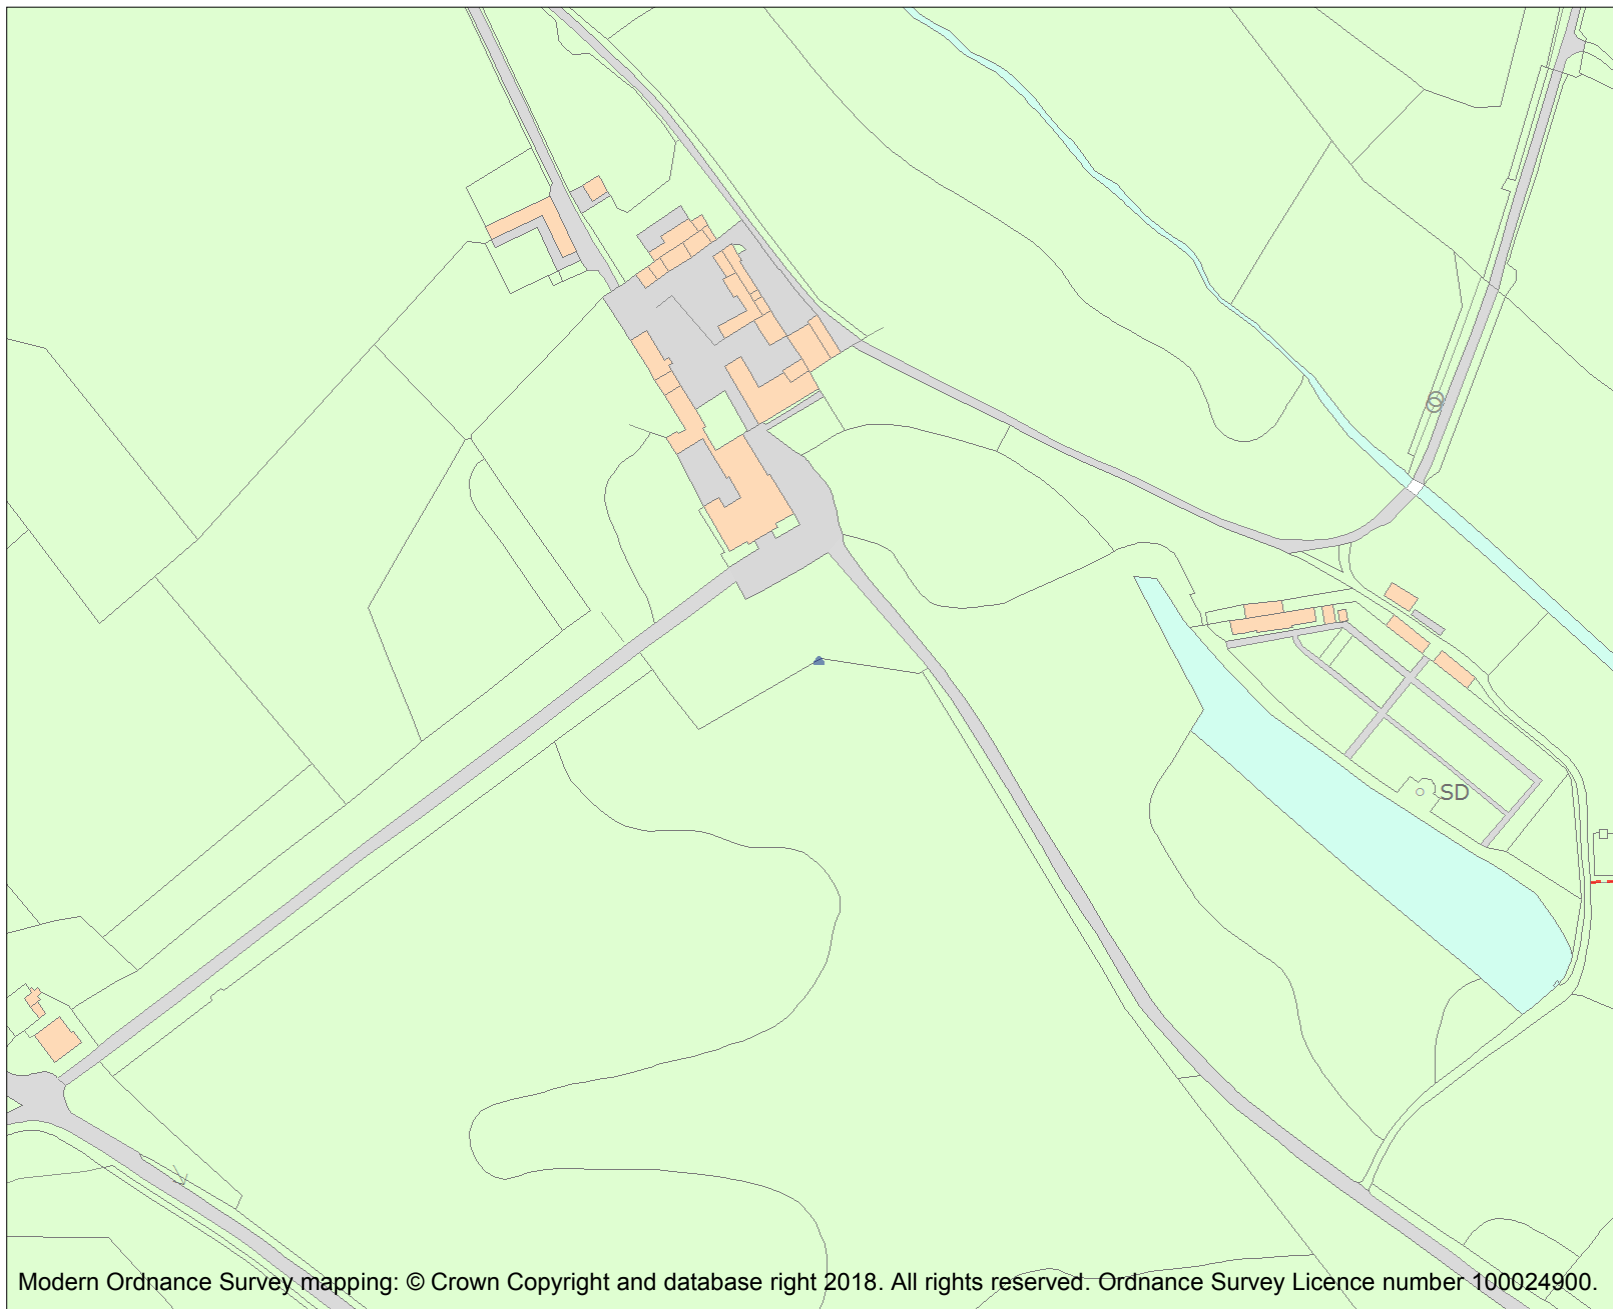 SD
Modern Ordnance Survey mapping: © Crown Copyright and database right 2018. All rights reserved. Ordnance Survey Licence number 100024900.